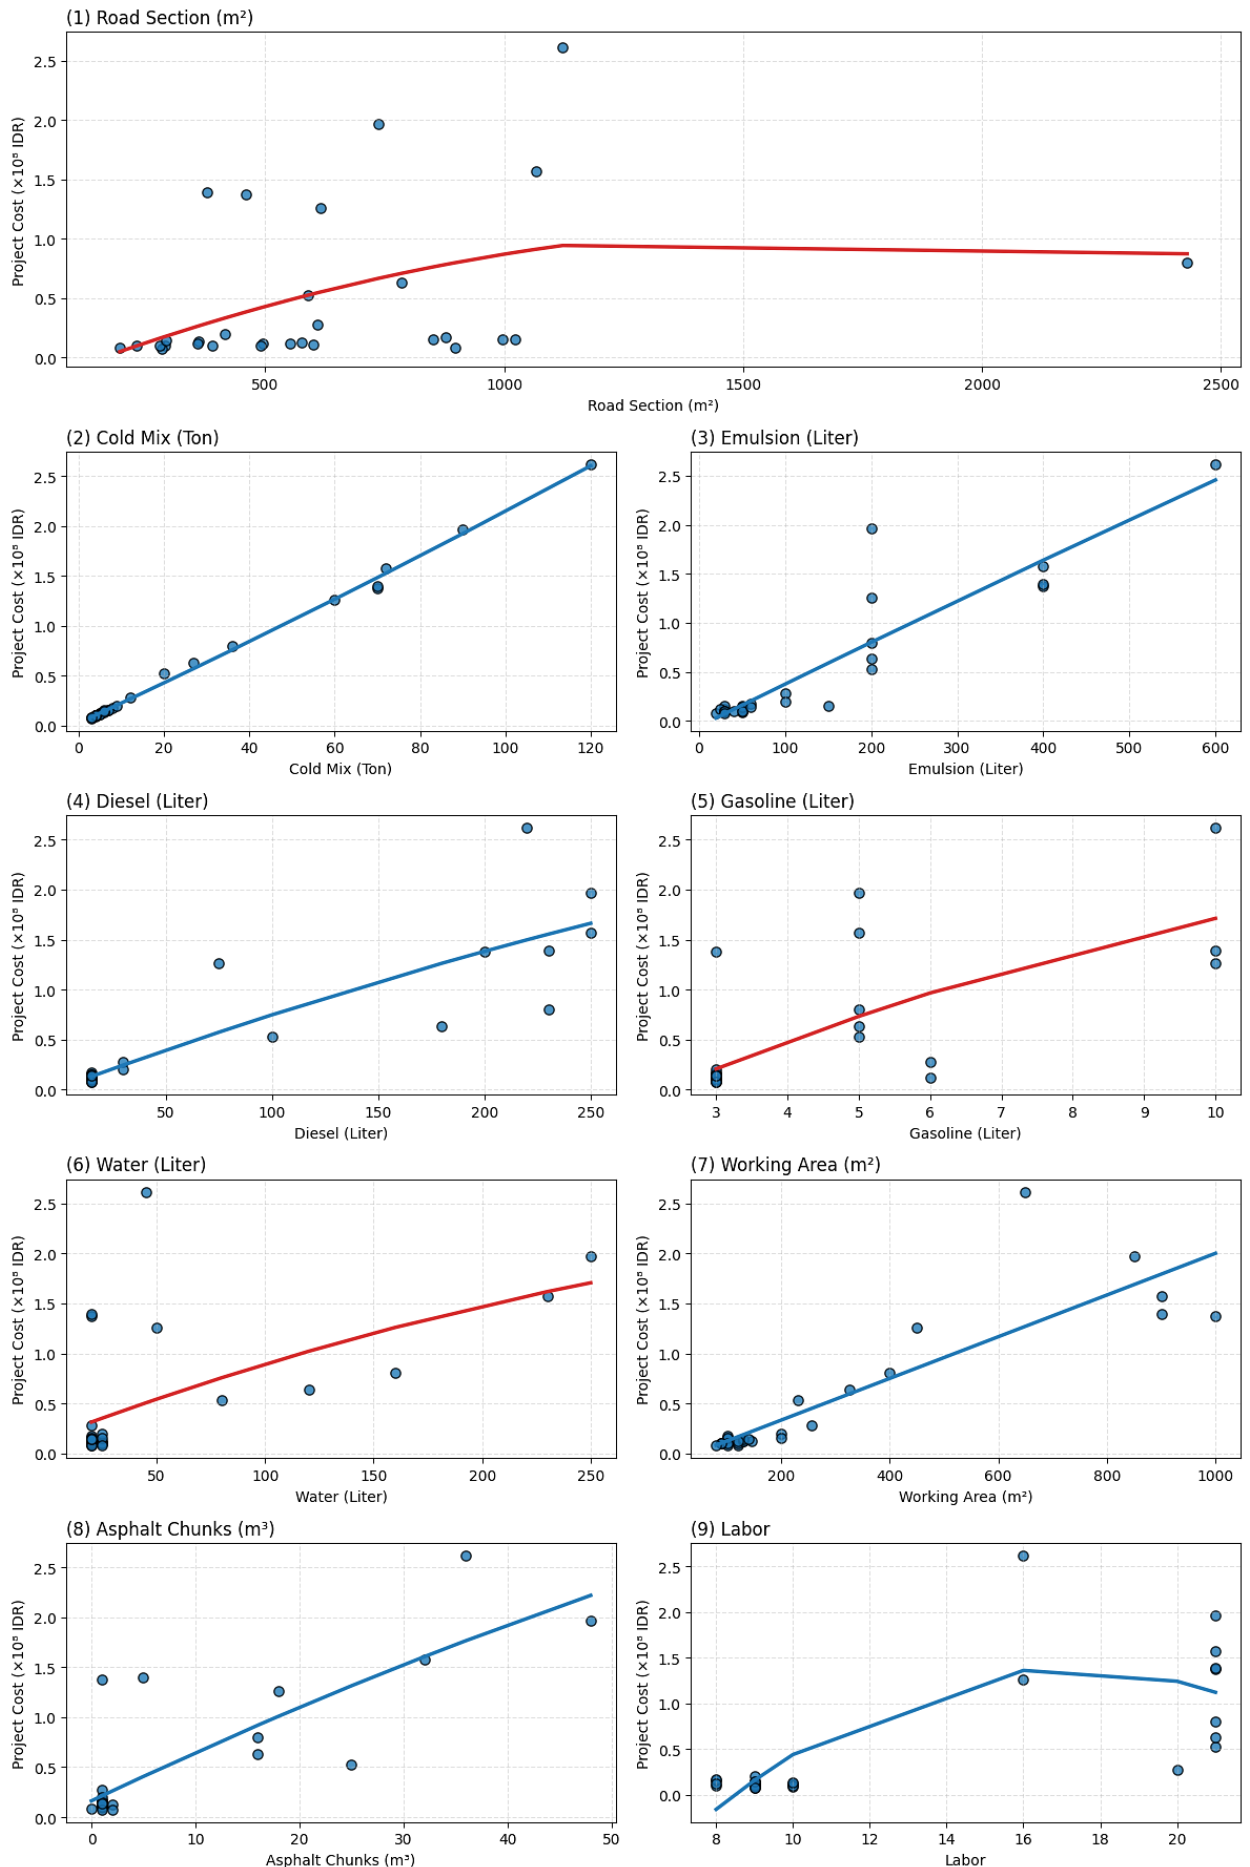 (1) Road Section (m²)
Project Cost (×10⁸ IDR)
2.5
2.0
1.5
1.0
0.5
0.0
500 1000 1500 2000 2500
Road Section (m²)
(2) Cold Mix (Ton)
Project Cost (×10⁸ IDR)
2.5
2.0
1.5
1.0
0.5
0.0
0 20 40 60 80 100 120
Cold Mix (Ton)
(3) Emulsion (Liter)
Project Cost (×10⁸ IDR)
2.5
2.0
1.5
1.0
0.5
0.0
0 100 200 300 400 500 600
Emulsion (Liter)
(4) Diesel (Liter)
Project Cost (×10⁸ IDR)
2.5
2.0
1.5
1.0
0.5
0.0
50 100 150 200 250
Diesel (Liter)
(5) Gasoline (Liter)
Project Cost (×10⁸ IDR)
2.5
2.0
1.5
1.0
0.5
0.0
3 4 5 6 7 8 9 10
Gasoline (Liter)
(6) Water (Liter)
Project Cost (×10⁸ IDR)
2.5
2.0
1.5
1.0
0.5
0.0
50 100 150 200 250
Water (Liter)
(7) Working Area (m²)
Project Cost (×10⁸ IDR)
2.5
2.0
1.5
1.0
0.5
0.0
200 400 600 800 1000
Working Area (m²)
(8) Asphalt Chunks (m³)
Project Cost (×10⁸ IDR)
2.5
2.0
1.5
1.0
0.5
0.0
0 10 20 30 40 50
Asphalt Chunks (m³)
(9) Labor
Project Cost (×10⁸ IDR)
2.5
2.0
1.5
1.0
0.5
0.0
8 10 12 14 16 18 20
Labor